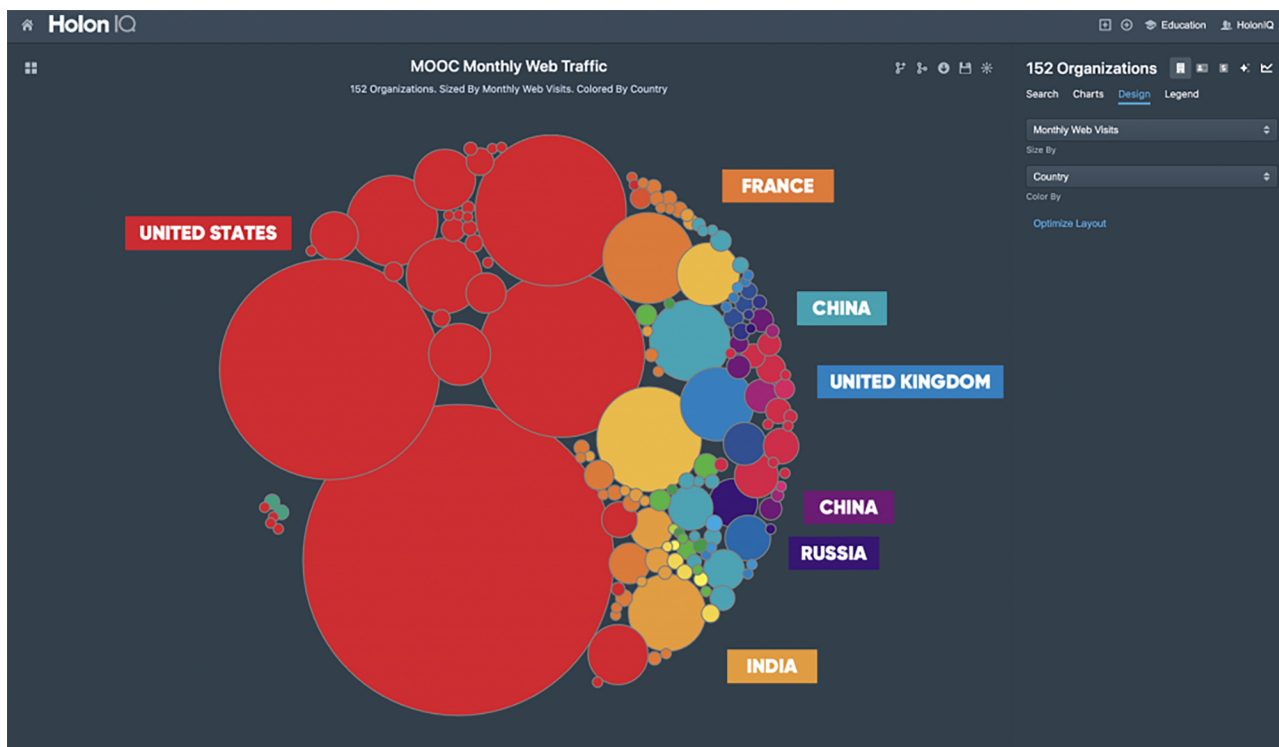 Holon IQ
Education
HolonIQ
MOOC Monthly Web Traffic
152 Organizations. Sized By Monthly Web Visits. Colored By Country
152 Organizations
Search Charts Design Legend
Monthly Web Visits
Size By
Country
Color By
Optimize Layout
FRANCE
UNITED STATES
CHINA
UNITED KINGDOM
CHINA
RUSSIA
INDIA